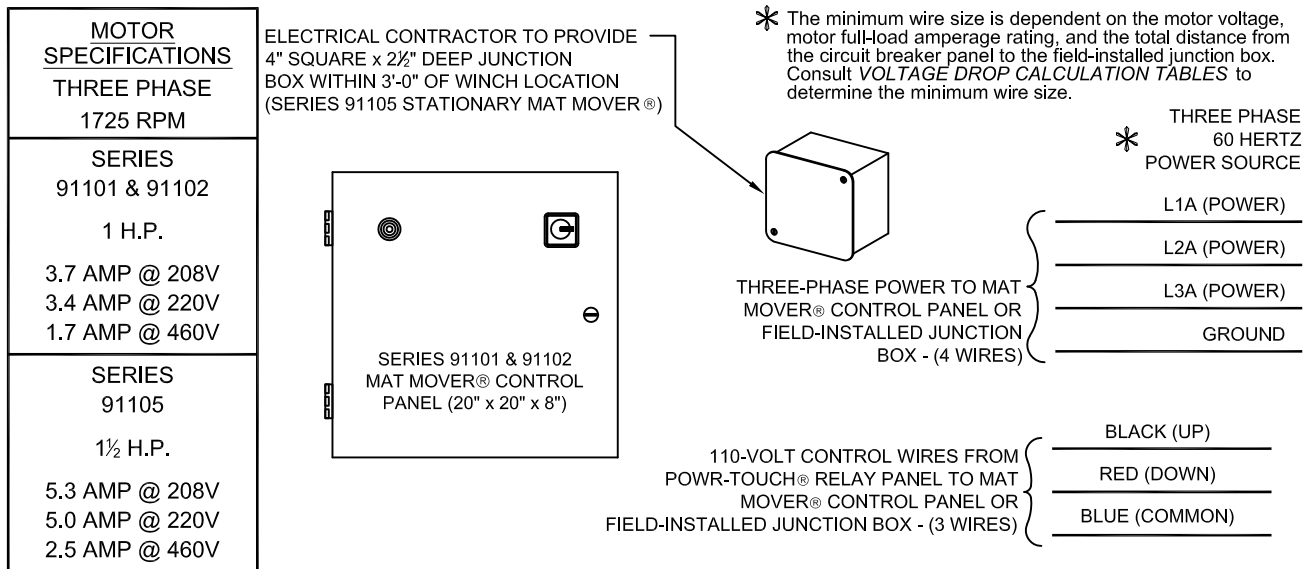 MOTOR
SPECIFICATIONS
THREE PHASE
1725 RPM
SERIES
91101 & 91102
1 H.P.
3.7 AMP @ 208V
3.4 AMP @ 220V
1.7 AMP @ 460V
SERIES
91105
1½ H.P.
5.3 AMP @ 208V
5.0 AMP @ 220V
2.5 AMP @ 460V
ELECTRICAL CONTRACTOR TO PROVIDE
4" SQUARE x 2½" DEEP JUNCTION
BOX WITHIN 3'-0" OF WINCH LOCATION
(SERIES 91105 STATIONARY MAT MOVER ®)
SERIES 91101 & 91102
MAT MOVER® CONTROL
PANEL (20" x 20" x 8")
* The minimum wire size is dependent on the motor voltage,
motor full-load amperage rating, and the total distance from
the circuit breaker panel to the field-installed junction box.
Consult VOLTAGE DROP CALCULATION TABLES to
determine the minimum wire size.
THREE PHASE
* 60 HERTZ
POWER SOURCE
THREE-PHASE POWER TO MAT
MOVER® CONTROL PANEL OR
FIELD-INSTALLED JUNCTION
BOX - (4 WIRES)
L1A (POWER)
L2A (POWER)
L3A (POWER)
GROUND
110-VOLT CONTROL WIRES FROM
POWR-TOUCH® RELAY PANEL TO MAT
MOVER® CONTROL PANEL OR
FIELD-INSTALLED JUNCTION BOX - (3 WIRES)
BLACK (UP)
RED (DOWN)
BLUE (COMMON)